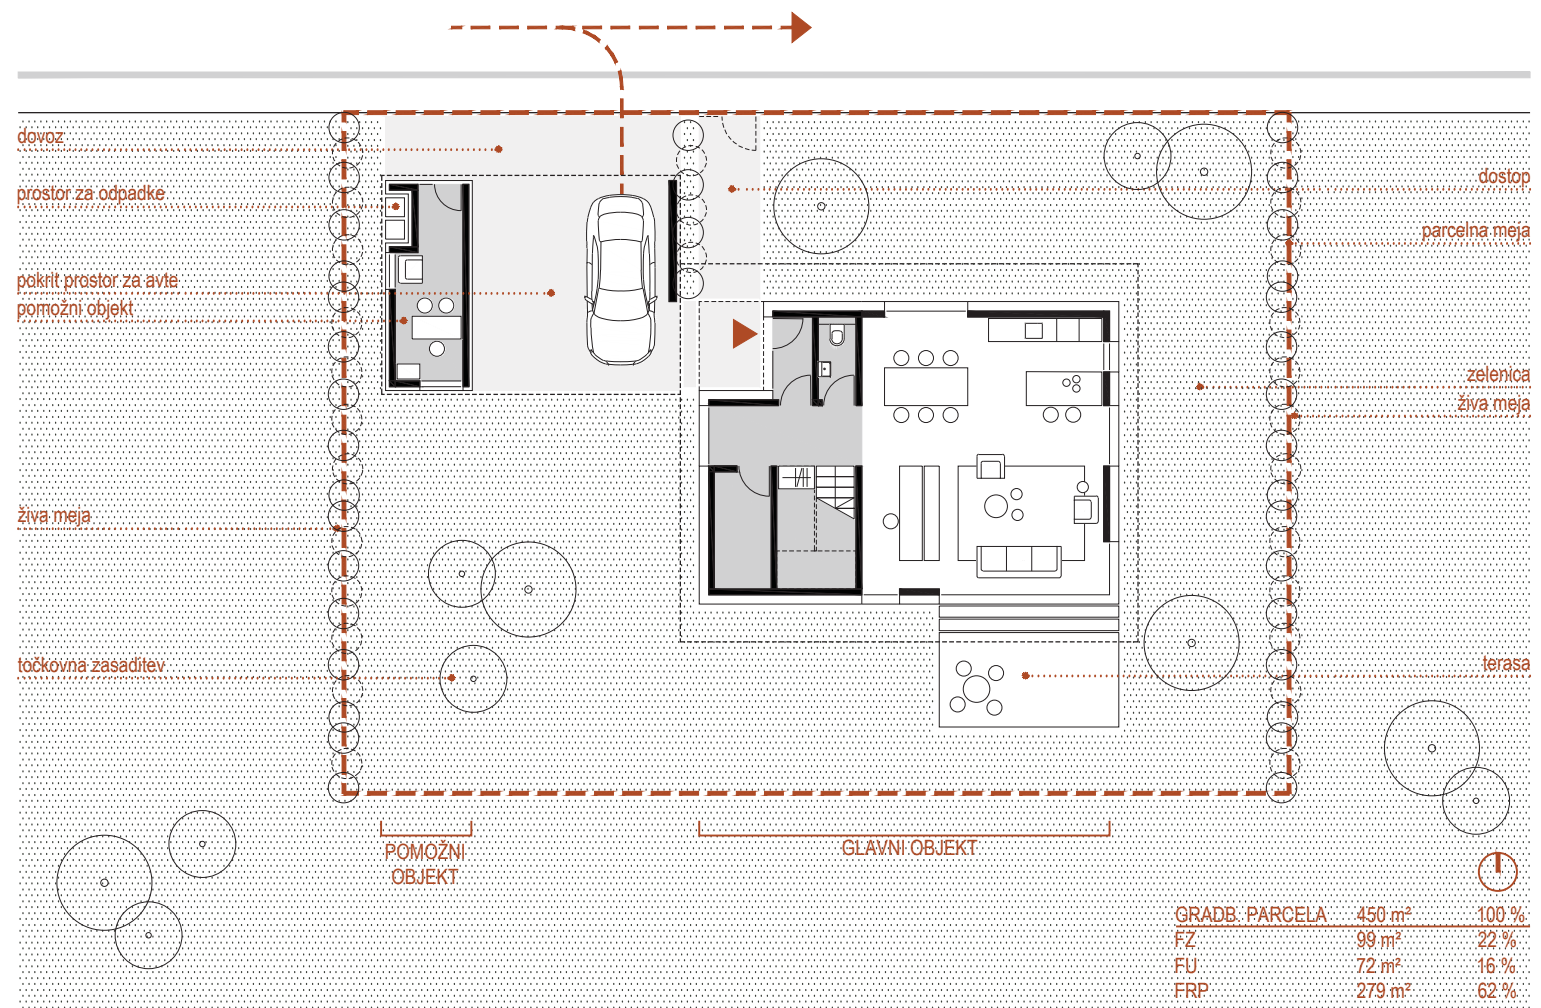 dovoz
prostor za odpadke
pokrit prostor za avte
pomožni objekt
živa meja
točkovna zasaditev
dostop
parcelna meja
zelenica
živa meja
terasa
POMOŽNI
OBJEKT
GLAVNI OBJEKT
GRADB. PARCELA 450 m² 100 %
FZ 99 m² 22 %
FU 72 m² 16 %
FRP 279 m² 62 %